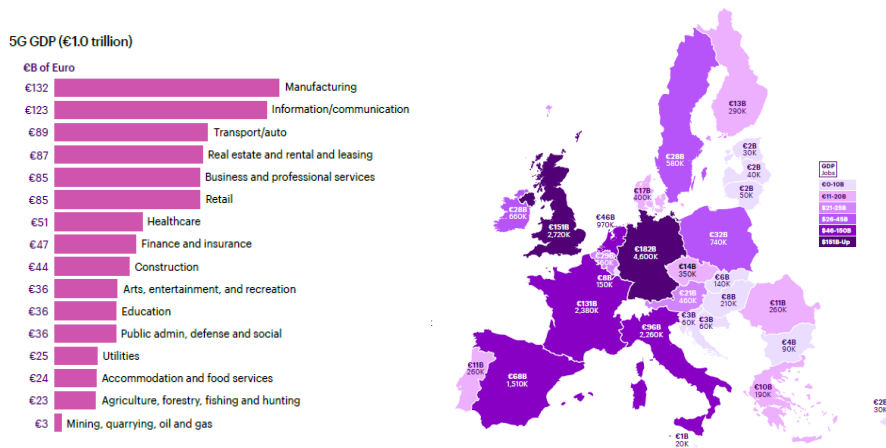 5G GDP (€1.0 trillion)
€B of Euro
€132 Manufacturing
€123 Information/communication
€89 Transport/auto
€87 Real estate and rental and leasing
€85 Business and professional services
€85 Retail
€51 Healthcare
€47 Finance and insurance
€44 Construction
€36 Arts, entertainment, and recreation
€36 Education
€36 Public admin, defense and social
€25 Utilities
€24 Accommodation and food services
€23 Agriculture, forestry, fishing and hunting
€3 Mining, quarrying, oil and gas
:
€13B
290K
€28B
580K
€2B
30K
€2B
40K
€2B
50K
€17B
400K
€28B
660K
€151B
2,720K
€46B
970K
€182B
4,600K
€32B
740K
€29B
€8B
150K
€14B
350K
€6B
140K
€21B
460K
€8B
210K
€131B
2,380K
€96B
2,260K
€3B
60K
€3B
60K
€11B
260K
€4B
90K
€11B
260K
€68B
1,510K
€10B
190K
€1B
20K
€2B
30K
GDP
Jobs
€0-10B
€11-20B
$21-25B
$26-45B
$46-150B
$151B-Up